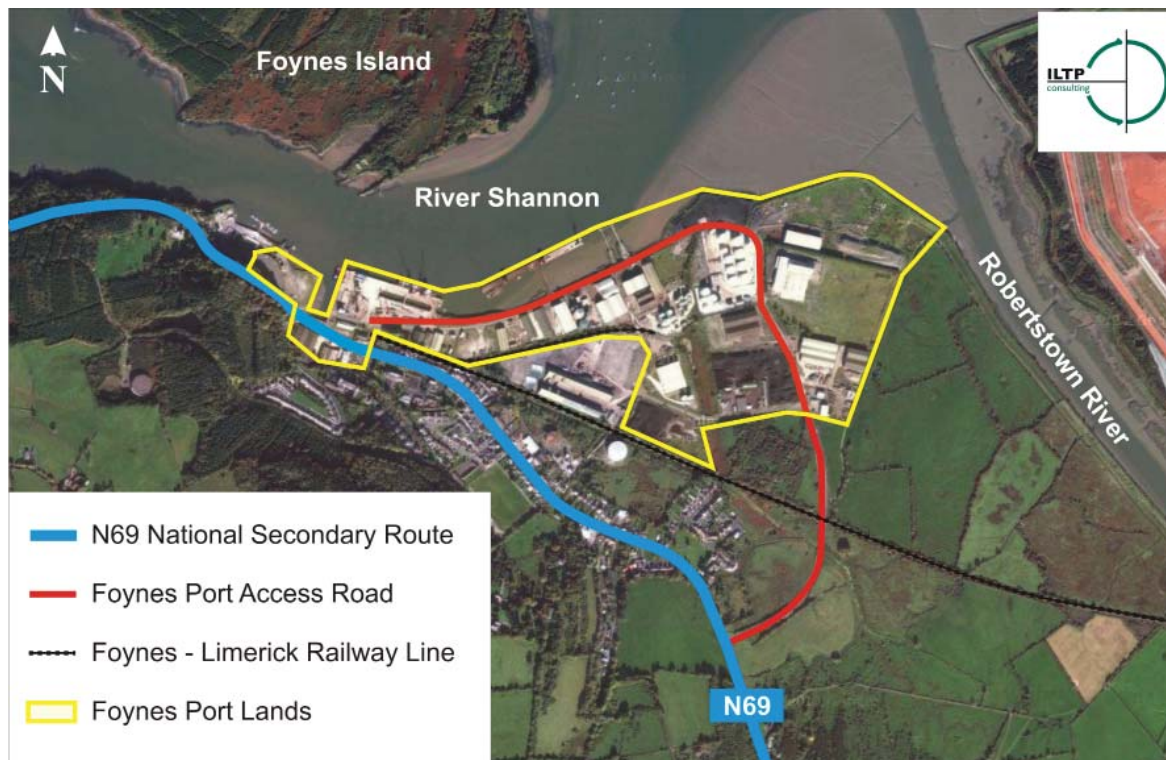 N
Foynes Island
ILTP
consulting
River Shannon
Robertstown River
N69 National Secondary Route
Foynes Port Access Road
Foynes - Limerick Railway Line
Foynes Port Lands
N69